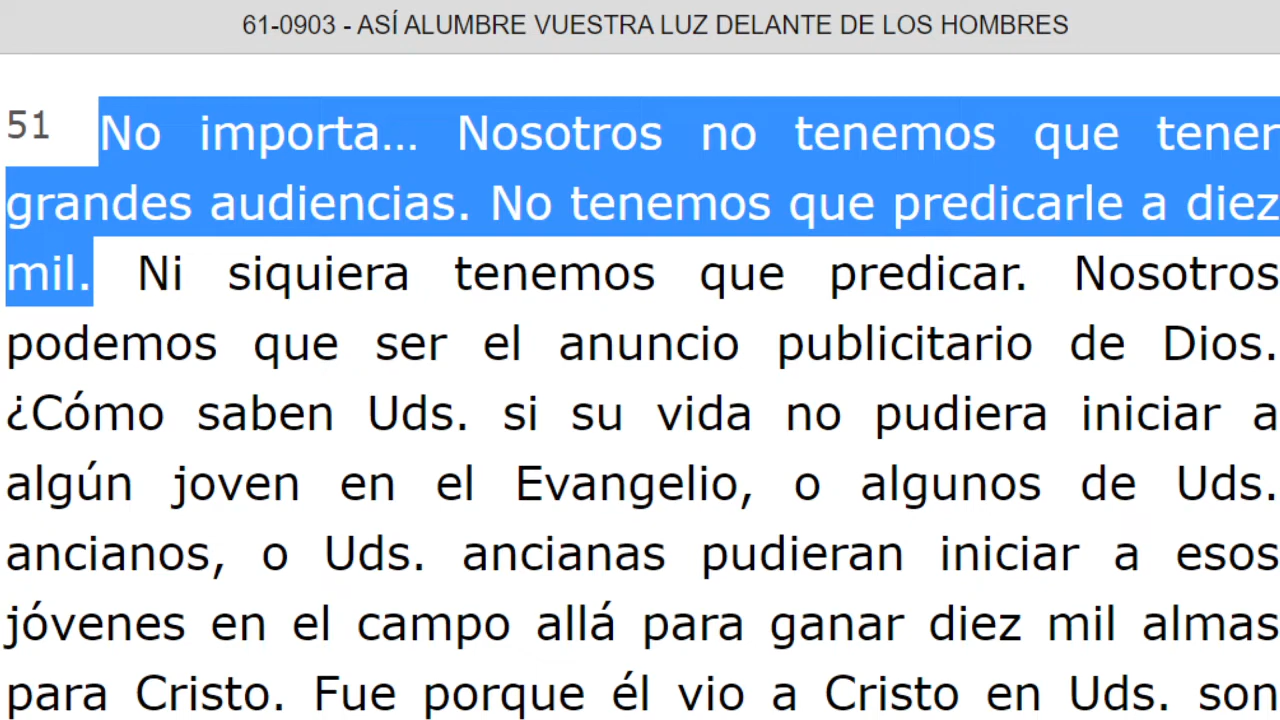 61-0903 - ASÍ ALUMBRE VUESTRA LUZ DELANTE DE LOS HOMBRES
51 No importa… Nosotros no tenemos que tener
grandes audiencias. No tenemos que predicarle a diez
mil. Ni siquiera tenemos que predicar. Nosotros
podemos que ser el anuncio publicitario de Dios.
¿Cómo saben Uds. si su vida no pudiera iniciar a
algún joven en el Evangelio, o algunos de Uds.
ancianos, o Uds. ancianas pudieran iniciar a esos
jóvenes en el campo allá para ganar diez mil almas
para Cristo. Fue porque él vio a Cristo en Uds. son